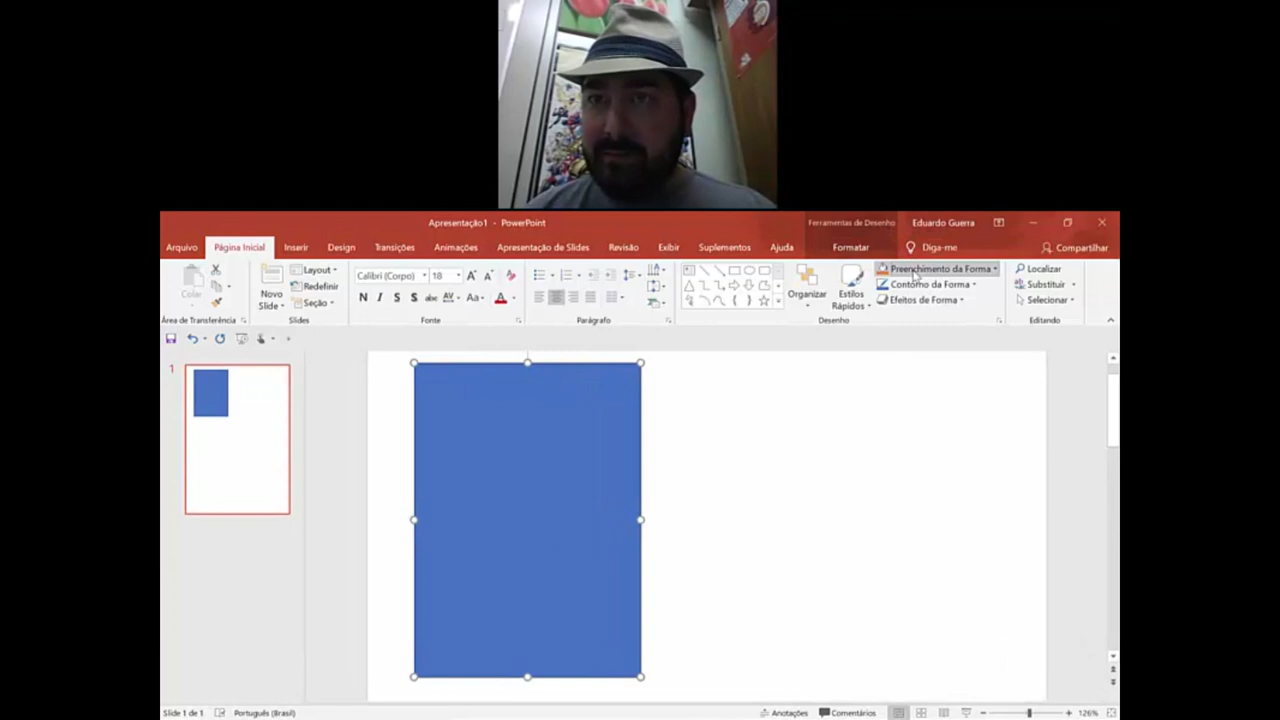 Apresentação1 - PowerPoint
Ferramentas de Desenho
Eduardo Guerra
Arquivo Página Inicial Inserir Design Transições Animações Apresentação de Slides Revisão Exibir Suplementos Ajuda Formatar Diga-me Compartilhar
Colar
Novo Slide
Layout
Redefinir
Seção
Calibri (Corpo) 18
N I S S abc AV Aa A
Organizar
Estilos Rápidos
Preenchimento da Forma
Contorno da Forma
Efeitos de Forma
Localizar
Substituir
Selecionar
Área de Transferência Slides Fonte Parágrafo Desenho Editando
1
Slide 1 de 1 Português (Brasil) Anotações Comentários 126%